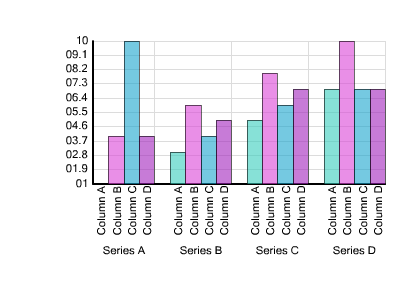 10
09.1
08.2
07.3
06.4
05.5
04.6
03.7
02.8
01.9
01
Column A
Column B
Column C
Column D
Column A
Column B
Column C
Column D
Column A
Column B
Column C
Column D
Column A
Column B
Column C
Column D
Series A
Series B
Series C
Series D